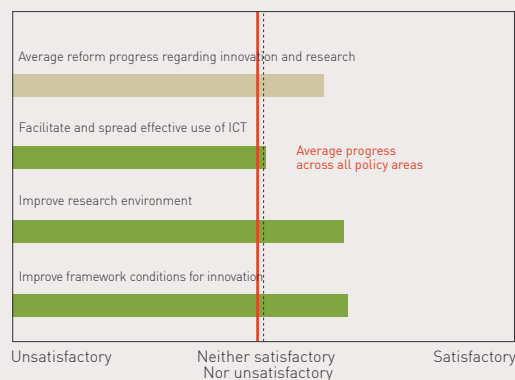 Average reform progress regarding innovation and research
Facilitate and spread effective use of ICT
Average progress
across all policy areas
Improve research environment
Improve framework conditions for innovation
Unsatisfactory
Neither satisfactory
Nor unsatisfactory
Satisfactory